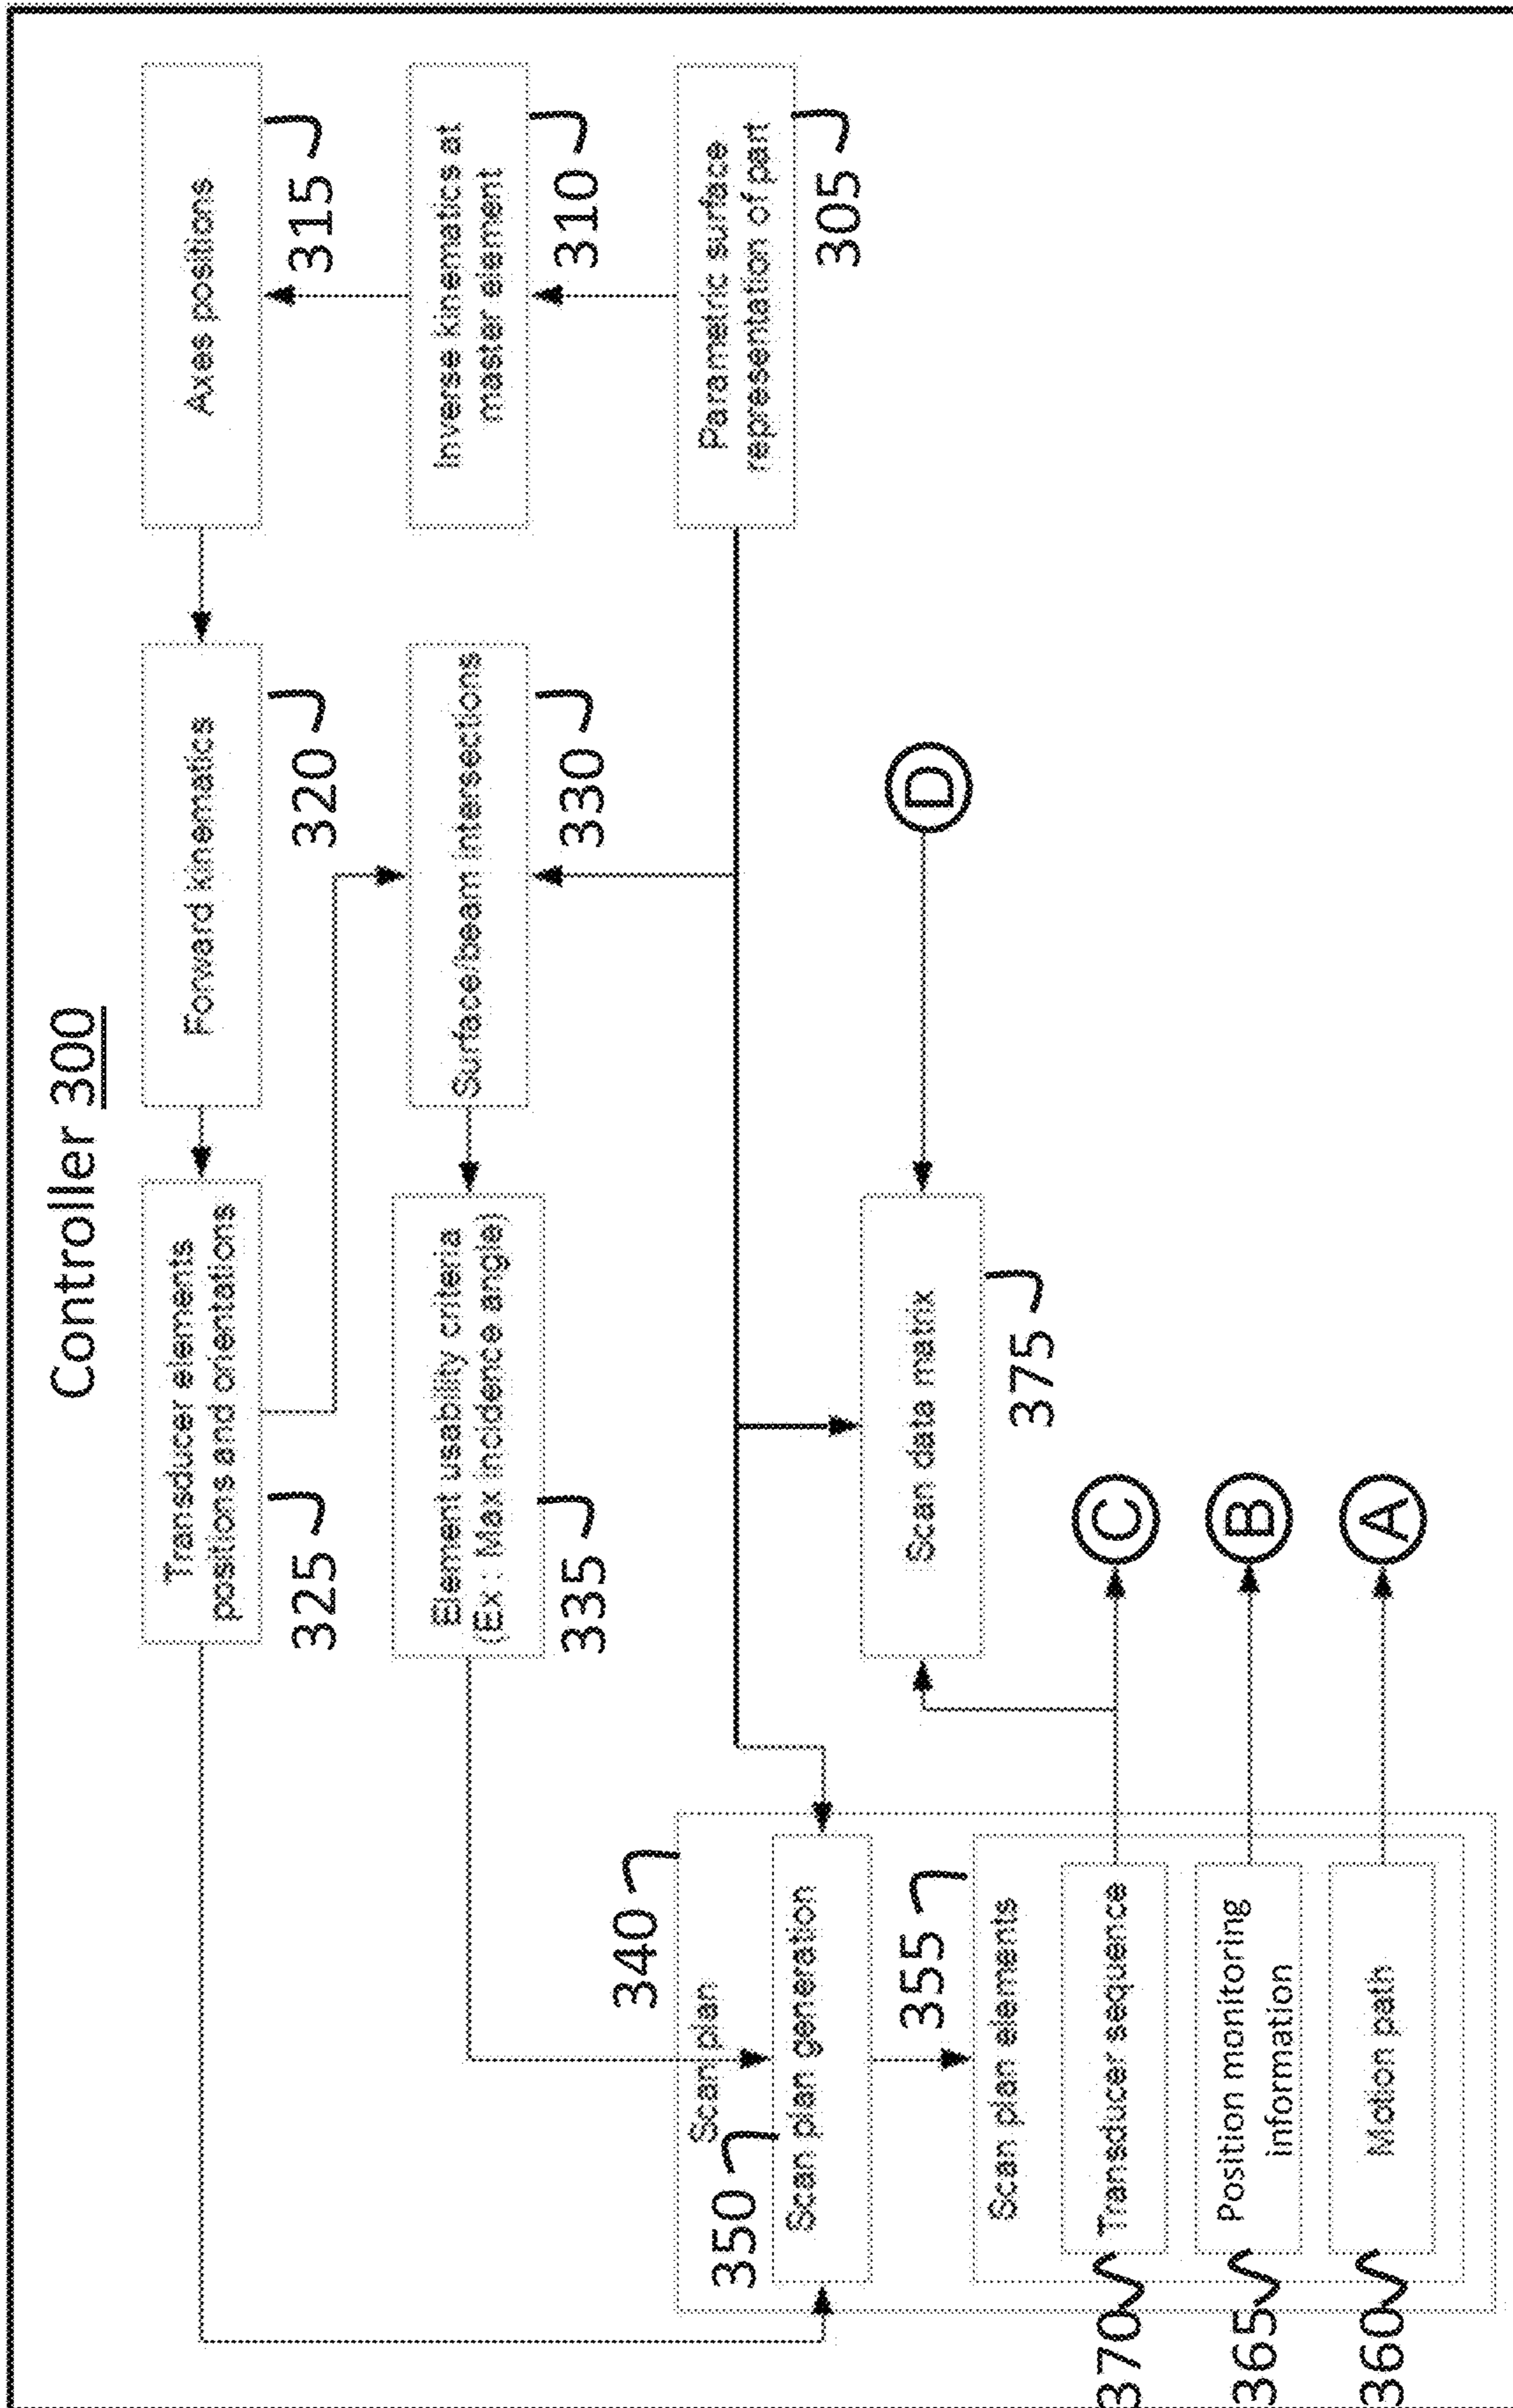 Controller 300
Transducer elements
positions and orientations
325
Forward kinematics
320
Axes positions
315
Element usability criteria
(Ex : Max incidence angle)
335
Surface/beam intersections
330
Inverse kinematics at
master element
310
340
Scan plan
350
Scan plan generation
Parametric surface
representation of part
305
355
Scan plan elements
Scan data matrix
375
D
370
Transducer sequence
C
365
Position monitoring
information
B
360
Motion path
A